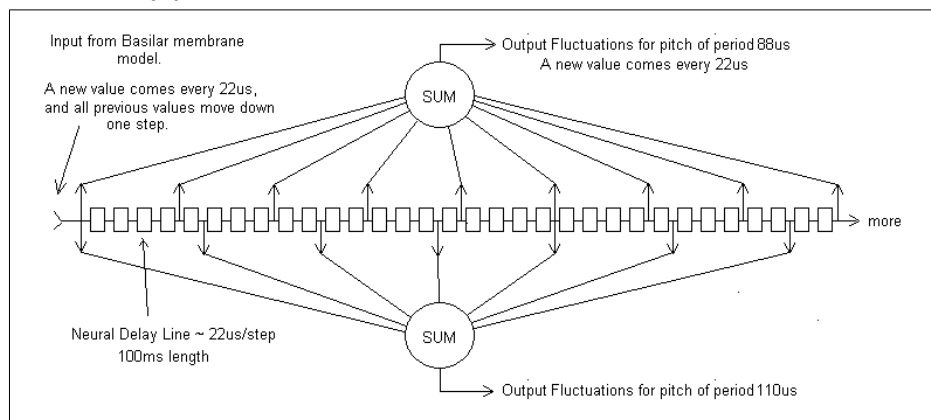 Input from Basilar membrane
model.
A new value comes every 22us,
and all previous values move down
one step.
Output Fluctuations for pitch of period 88us
A new value comes every 22us
SUM
more
Neural Delay Line ~ 22us/step
100ms length
SUM
Output Fluctuations for pitch of period 110us